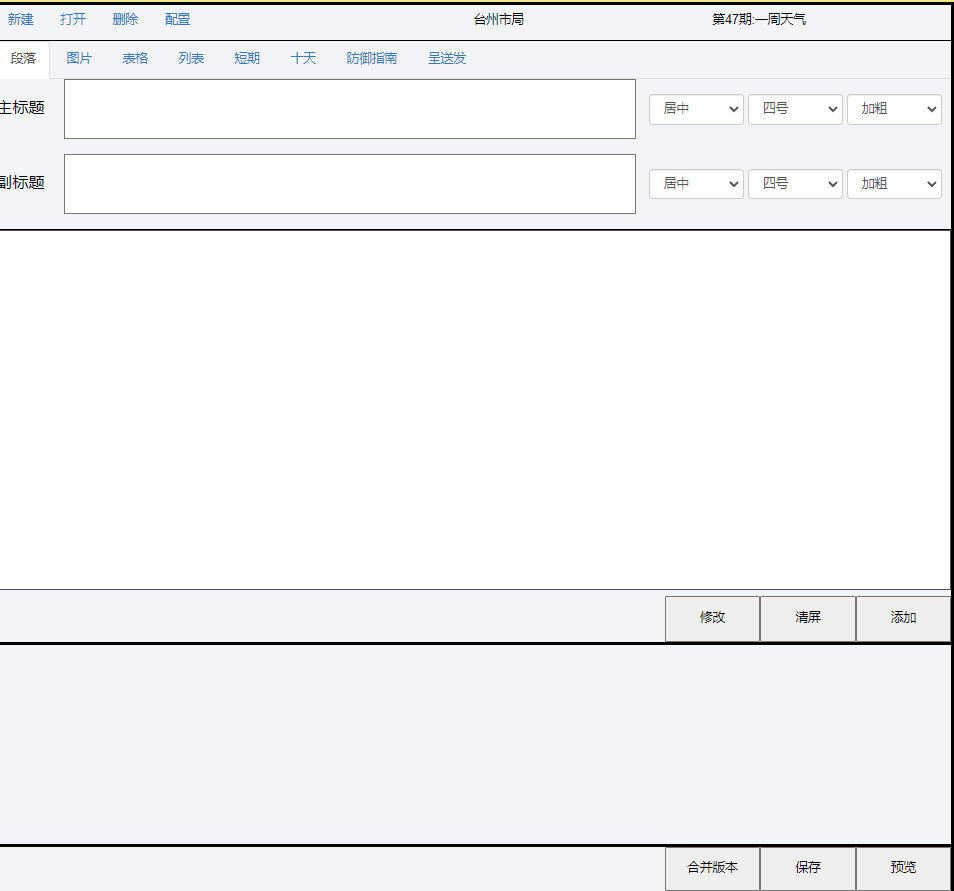 新建 打开 删除 配置 台州市局 第47期:一周天气
段落 图片 表格 列表 短期 十天 防御指南 呈送发
主标题 居中 四号 加粗
副标题 居中 四号 加粗
修改 清屏 添加
合并版本 保存 预览